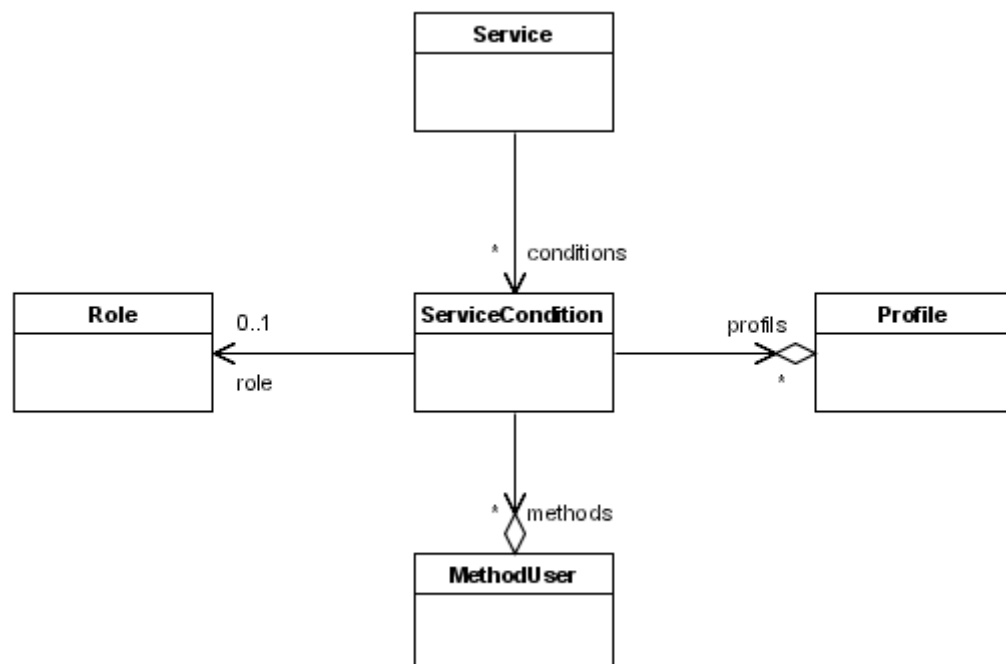 Service
* conditions
Role
0..1
role
ServiceCondition
profils
*
Profile
* methods
MethodUser